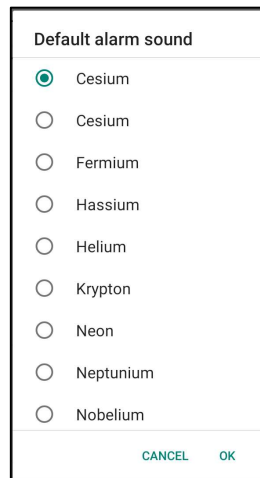 Default alarm sound
Cesium
Cesium
Fermium
Hassium
Helium
Krypton
Neon
Neptunium
Nobelium
CANCEL OK